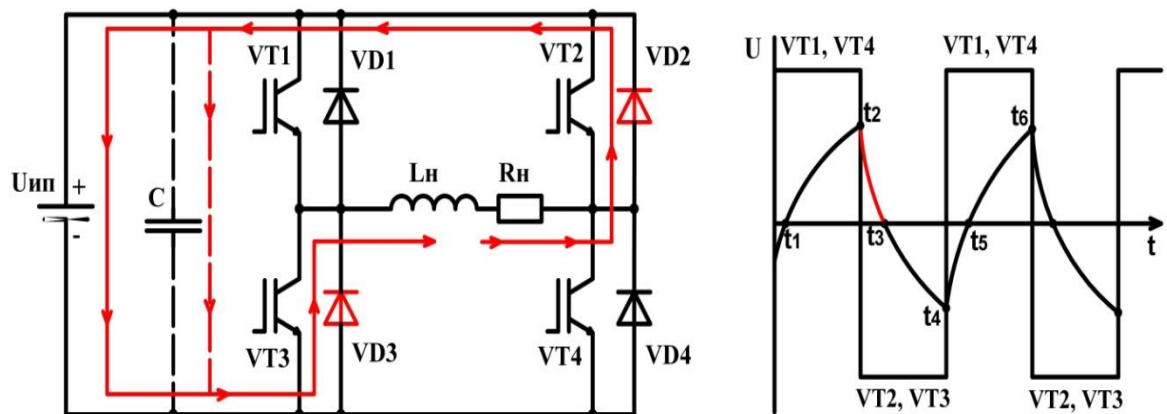 VT1
VD1
VT2
VD2
Uип
+
-
C
Lн
Rн
VT3
VD3
VT4
VD4
U
VT1, VT4
VT1, VT4
t2
t6
t1
t3
t5
t
t4
VT2, VT3
VT2, VT3